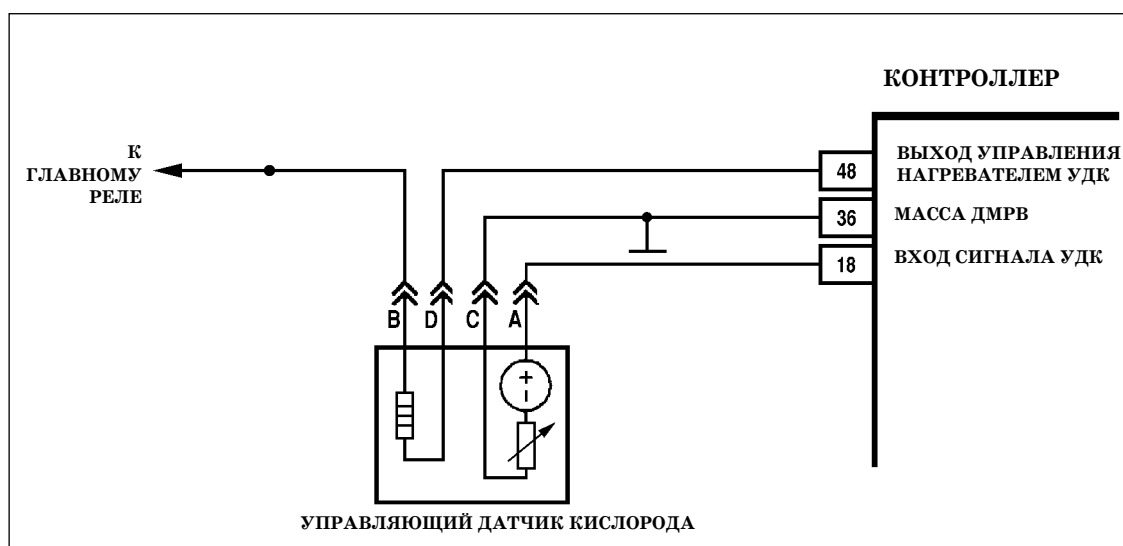 КОНТРОЛЛЕР
К
ГЛАВНОМУ
РЕЛЕ
48
ВЫХОД УПРАВЛЕНИЯ
НАГРЕВАТЕЛЕМ УДК
36
МАССА ДМРВ
18
ВХОД СИГНАЛА УДК
B D C A
УПРАВЛЯЮЩИЙ ДАТЧИК КИСЛОРОДА